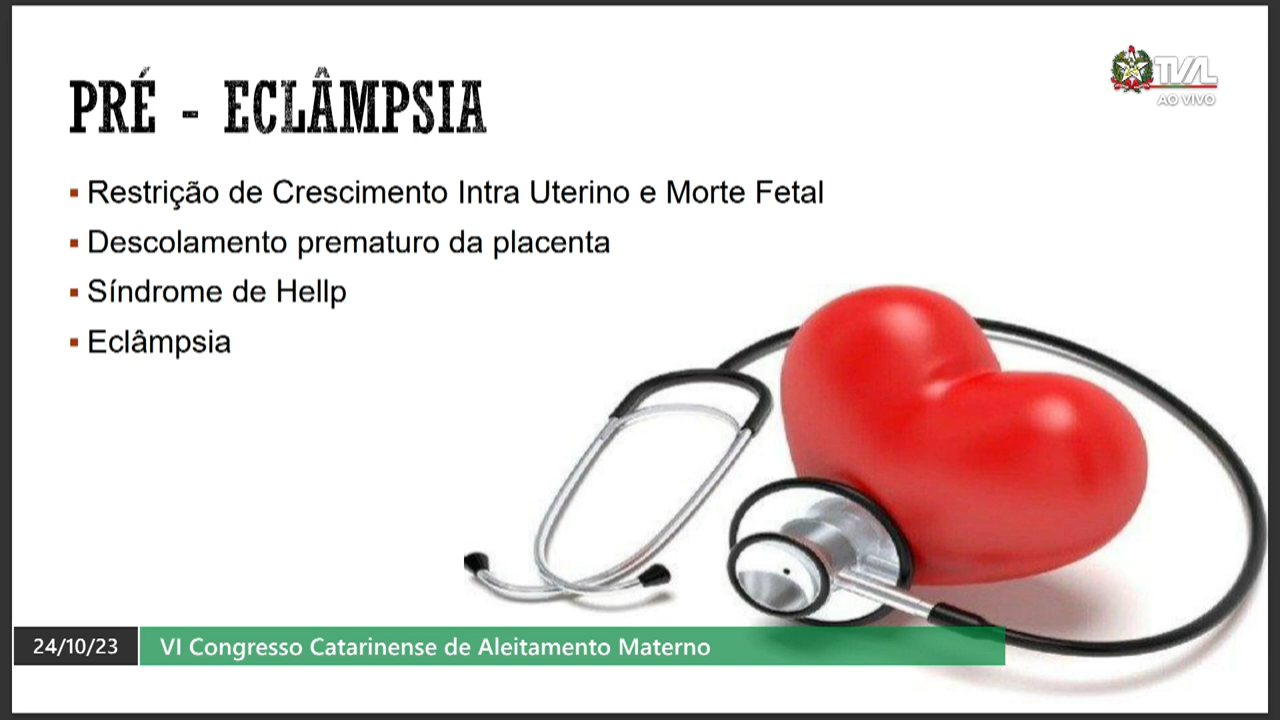 TVAL
AO VIVO
PRÉ - ECLÂMPSIA
Restrição de Crescimento Intra Uterino e Morte Fetal
Descolamento prematuro da placenta
Síndrome de Hellp
Eclâmpsia
24/10/23
VI Congresso Catarinense de Aleitamento Materno